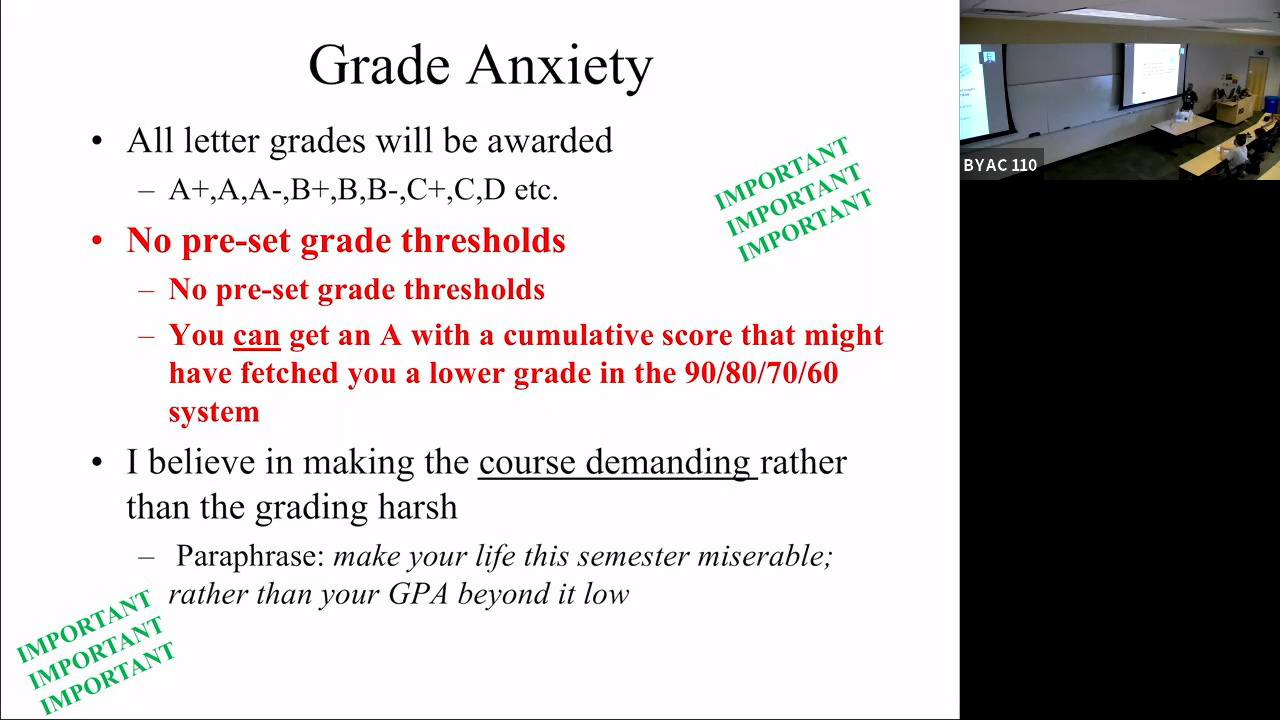 Grade Anxiety
• All letter grades will be awarded
– A+,A,A-,B+,B,B-,C+,C,D etc.
IMPORTANT
IMPORTANT
IMPORTANT
• No pre-set grade thresholds
– No pre-set grade thresholds
– You can get an A with a cumulative score that might
have fetched you a lower grade in the 90/80/70/60
system
• I believe in making the course demanding rather
than the grading harsh
– Paraphrase: make your life this semester miserable;
rather than your GPA beyond it low
IMPORTANT
IMPORTANT
IMPORTANT
BYAC 110